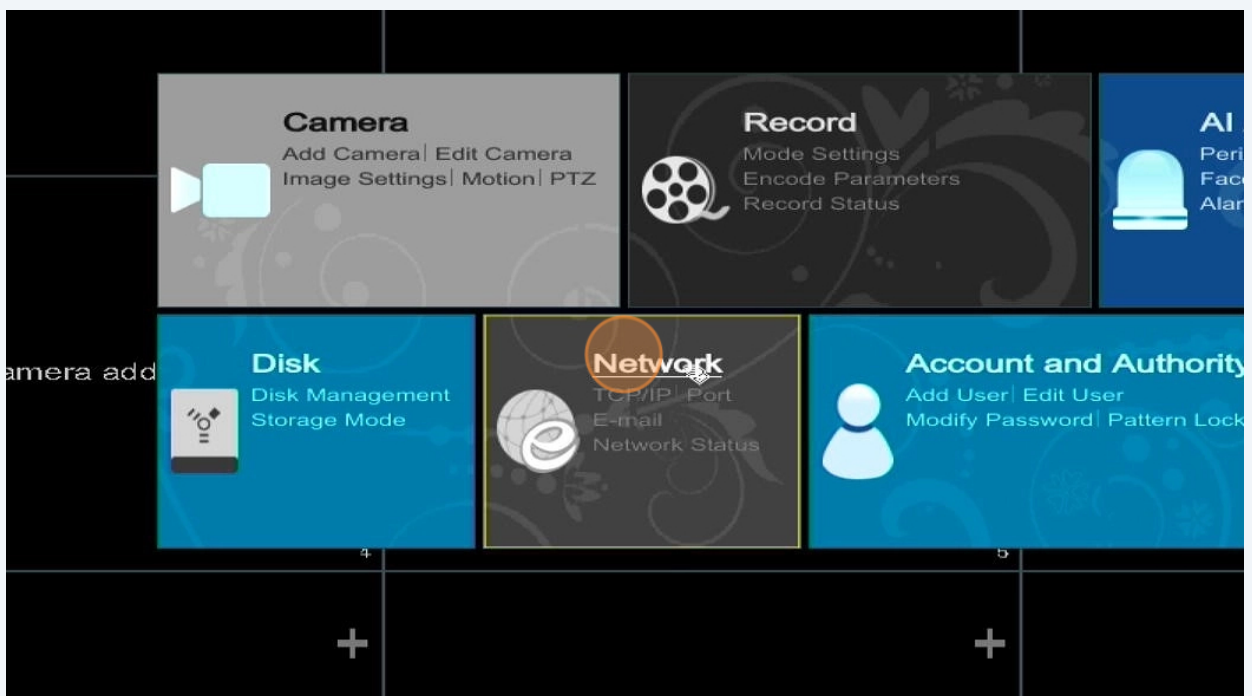 Camera
Add Camera| Edit Camera
Image Settings| Motion| PTZ
Record
Mode Settings
Encode Parameters
Record Status
AI
amera add
Disk
Disk Management
Storage Mode
Network
TCP/IP| Port
E-mail
Network Status
Account and Authority
Add User| Edit User
Modify Password| Pattern Lock
4
5